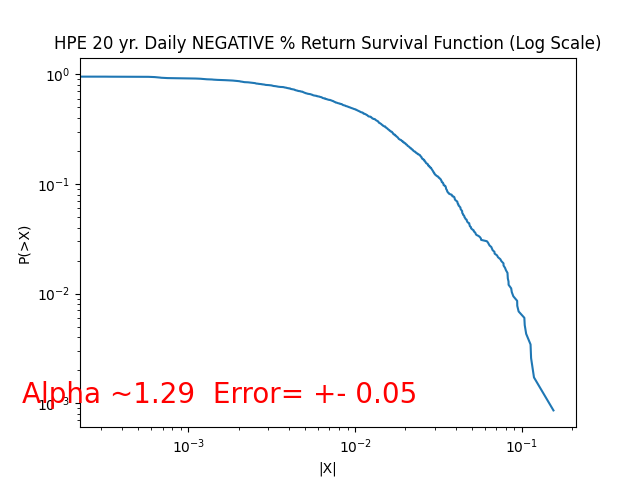 HPE 20 yr. Daily NEGATIVE % Return Survival Function (Log Scale)
10⁰
10⁻¹
10⁻²
10⁻³
P(>X)
Alpha ~1.29 Error= +- 0.05
10⁻³ 10⁻² 10⁻¹
|X|